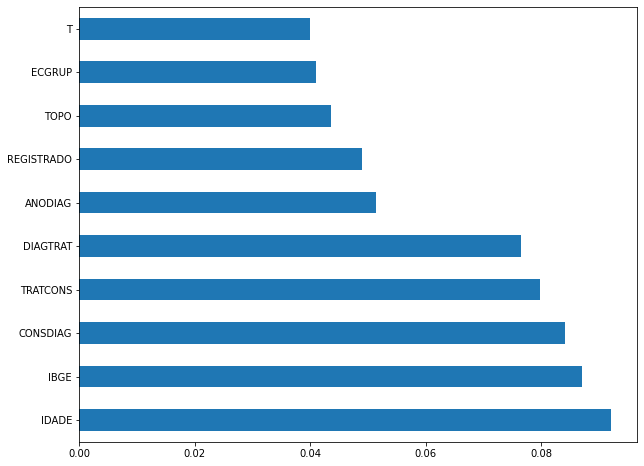 T
ECGRUP
TOPO
REGISTRADO
ANODIAG
DIAGTRAT
TRATCONS
CONSDIAG
IBGE
IDADE
0.00 0.02 0.04 0.06 0.08